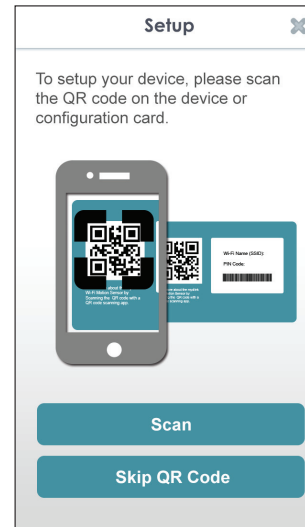 Setup
To setup your device, please scan
the QR code on the device or
configuration card.
Wi-Fi Name (SSID):
PIN Code:
Wi-Fi Motion Sensor by
Scanning the QR code with a
QR code scanning app.
Scan
Skip QR Code